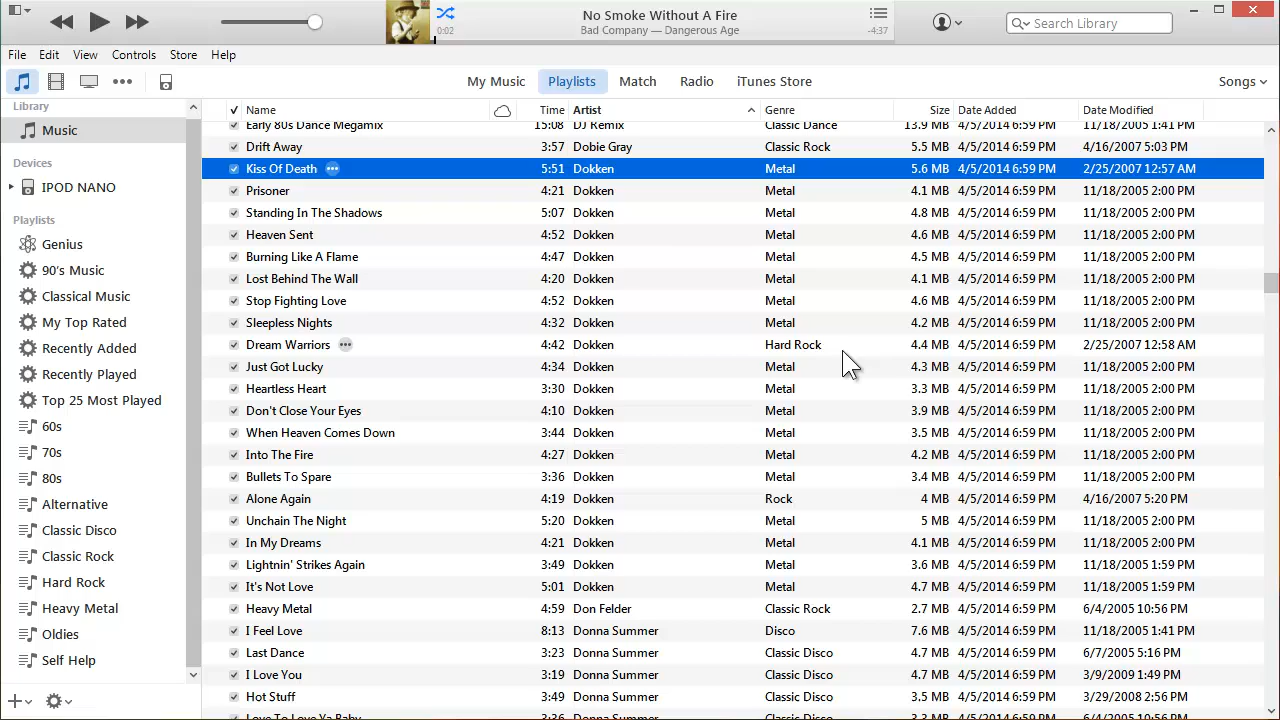 No Smoke Without A Fire
Bad Company — Dangerous Age
0:02
-4:37
Search Library
File Edit View Controls Store Help
My Music Playlists Match Radio iTunes Store Songs
Library
Music
Devices
IPOD NANO
Playlists
Genius
90's Music
Classical Music
My Top Rated
Recently Added
Recently Played
Top 25 Most Played
60s
70s
80s
Alternative
Classic Disco
Classic Rock
Hard Rock
Heavy Metal
Oldies
Self Help
Name Time Artist Genre Size Date Added Date Modified
Early 80s Dance Megamix 15:08 DJ Remix Classic Dance 13.9 MB 4/5/2014 6:59 PM 11/18/2005 1:41 PM
Drift Away 3:57 Dobie Gray Classic Rock 5.5 MB 4/5/2014 6:59 PM 4/16/2007 5:03 PM
Kiss Of Death 5:51 Dokken Metal 5.6 MB 4/5/2014 6:59 PM 2/25/2007 12:57 AM
Prisoner 4:21 Dokken Metal 4.1 MB 4/5/2014 6:59 PM 11/18/2005 2:00 PM
Standing In The Shadows 5:07 Dokken Metal 4.8 MB 4/5/2014 6:59 PM 11/18/2005 2:00 PM
Heaven Sent 4:52 Dokken Metal 4.6 MB 4/5/2014 6:59 PM 11/18/2005 2:00 PM
Burning Like A Flame 4:47 Dokken Metal 4.5 MB 4/5/2014 6:59 PM 11/18/2005 2:00 PM
Lost Behind The Wall 4:20 Dokken Metal 4.1 MB 4/5/2014 6:59 PM 11/18/2005 2:00 PM
Stop Fighting Love 4:52 Dokken Metal 4.6 MB 4/5/2014 6:59 PM 11/18/2005 2:00 PM
Sleepless Nights 4:32 Dokken Metal 4.2 MB 4/5/2014 6:59 PM 11/18/2005 2:00 PM
Dream Warriors 4:42 Dokken Hard Rock 4.4 MB 4/5/2014 6:59 PM 2/25/2007 12:58 AM
Just Got Lucky 4:34 Dokken Metal 4.3 MB 4/5/2014 6:59 PM 11/18/2005 2:00 PM
Heartless Heart 3:30 Dokken Metal 3.3 MB 4/5/2014 6:59 PM 11/18/2005 2:00 PM
Don't Close Your Eyes 4:10 Dokken Metal 3.9 MB 4/5/2014 6:59 PM 11/18/2005 2:00 PM
When Heaven Comes Down 3:44 Dokken Metal 3.5 MB 4/5/2014 6:59 PM 11/18/2005 2:00 PM
Into The Fire 4:27 Dokken Metal 4.2 MB 4/5/2014 6:59 PM 11/18/2005 2:00 PM
Bullets To Spare 3:36 Dokken Metal 3.4 MB 4/5/2014 6:59 PM 11/18/2005 2:00 PM
Alone Again 4:19 Dokken Rock 4 MB 4/5/2014 6:59 PM 4/16/2007 5:20 PM
Unchain The Night 5:20 Dokken Metal 5 MB 4/5/2014 6:59 PM 11/18/2005 2:00 PM
In My Dreams 4:21 Dokken Metal 4.1 MB 4/5/2014 6:59 PM 11/18/2005 2:00 PM
Lightnin' Strikes Again 3:49 Dokken Metal 3.6 MB 4/5/2014 6:59 PM 11/18/2005 1:59 PM
It's Not Love 5:01 Dokken Metal 4.7 MB 4/5/2014 6:59 PM 11/18/2005 1:59 PM
Heavy Metal 4:59 Don Felder Classic Rock 2.7 MB 4/5/2014 6:59 PM 6/4/2005 10:56 PM
I Feel Love 8:13 Donna Summer Disco 7.6 MB 4/5/2014 6:59 PM 11/18/2005 1:41 PM
Last Dance 3:23 Donna Summer Classic Disco 4.7 MB 4/5/2014 6:59 PM 6/7/2005 5:16 PM
I Love You 3:19 Donna Summer Classic Disco 4.7 MB 4/5/2014 6:59 PM 3/9/2009 1:49 PM
Hot Stuff 3:49 Donna Summer Classic Disco 3.5 MB 4/5/2014 6:59 PM 3/29/2008 2:56 PM
Love To Love Ya Baby 3:36 Donna Summer Classic Disco 3.3 MB 4/5/2014 6:59 PM